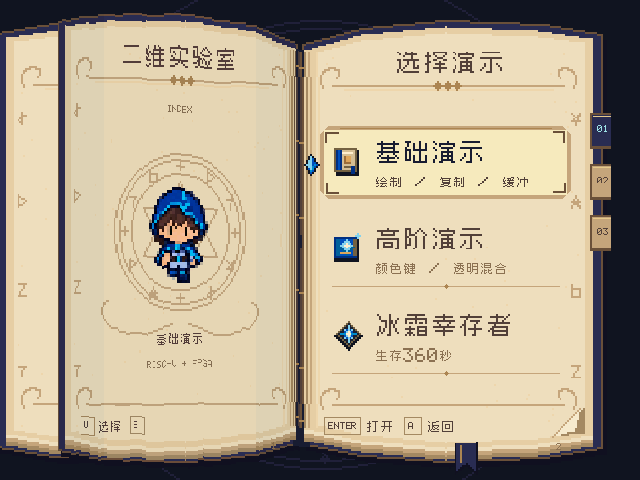 二维实验室
INDEX
基础演示
RISC-V + FPGA
U 选择 E
选择演示
基础演示
绘制 / 复制 / 缓冲
高阶演示
颜色键 / 透明混合
冰霜幸存者
生存360秒
ENTER 打开 A 返回
01
02
03